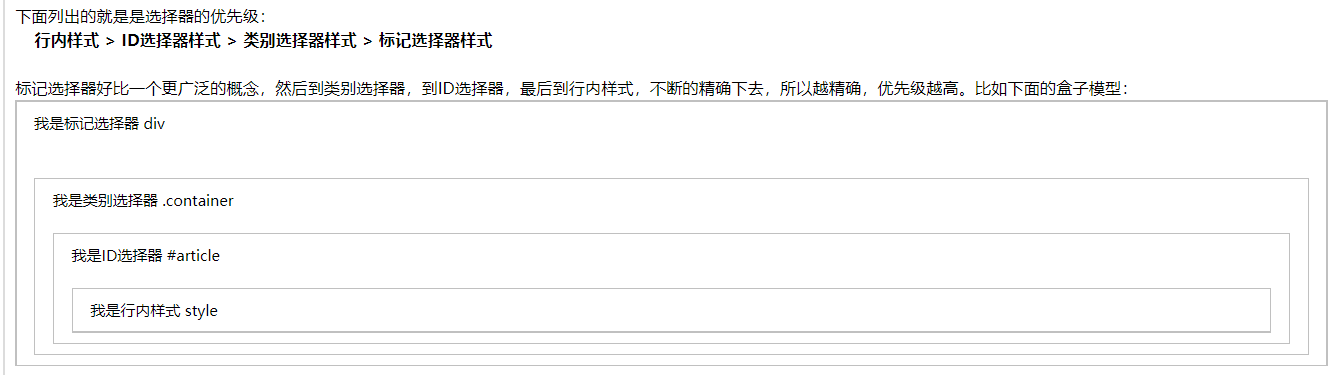 下面列出的就是是选择器的优先级：
行内样式 > ID选择器样式 > 类别选择器样式 > 标记选择器样式
标记选择器好比一个更广泛的概念，然后到类别选择器，到ID选择器，最后到行内样式，不断的精确下去，所以越精确，优先级越高。比如下面的盒子模型：
我是标记选择器 div
我是类别选择器 .container
我是ID选择器 #article
我是行内样式 style